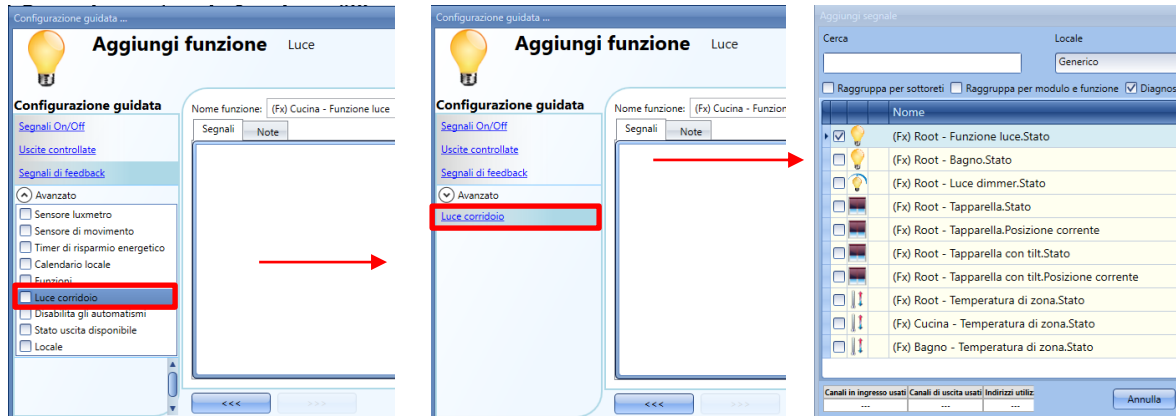 Configurazione guidata ...
Aggiungi funzione Luce
Configurazione guidata
Segnali On/Off
Uscite controllate
Segnali di feedback
Avanzato
Sensore luxmetro
Sensore di movimento
Timer di risparmio energetico
Calendario locale
Funzioni
Luce corridoio
Disabilita gli automatismi
Stato uscita disponibile
Locale
Nome funzione: (Fx) Cucina - Funzione luce
Segnali Note
<<< >>>
Configurazione guidata ...
Aggiungi funzione Luce
Configurazione guidata
Segnali On/Off
Uscite controllate
Segnali di feedback
Avanzato
Luce corridoio
Nome funzione: (Fx) Cucina - Funzion
Segnali Note
<<< >>>
Aggiungi segnale
Cerca Locale
Generico
Raggruppa per sottoreti Raggruppa per modulo e funzione Diagnos
Nome
(Fx) Root - Funzione luce.Stato
(Fx) Root - Bagno.Stato
(Fx) Root - Luce dimmer.Stato
(Fx) Root - Tapparella.Stato
(Fx) Root - Tapparella.Posizione corrente
(Fx) Root - Tapparella con tilt.Stato
(Fx) Root - Tapparella con tilt.Posizione corrente
(Fx) Root - Temperatura di zona.Stato
(Fx) Cucina - Temperatura di zona.Stato
(Fx) Bagno - Temperatura di zona.Stato
Canali in ingresso usati Canali di uscita usati Indirizzi utiliz
--- --- ---
Annulla